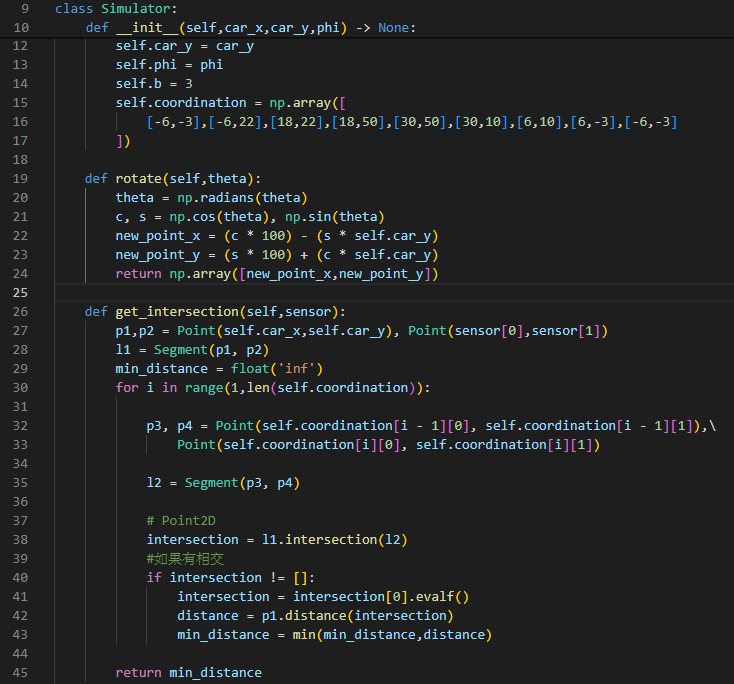 9 class Simulator:
10     def __init__(self,car_x,car_y,phi) -> None:
12         self.car_y = car_y
13         self.phi = phi
14         self.b = 3
15         self.coordination = np.array([
16             [-6,-3],[-6,22],[18,22],[18,50],[30,50],[30,10],[6,10],[6,-3],[-6,-3]
17         ])
18
19     def rotate(self,theta):
20         theta = np.radians(theta)
21         c, s = np.cos(theta), np.sin(theta)
22         new_point_x = (c * 100) - (s * self.car_y)
23         new_point_y = (s * 100) + (c * self.car_y)
24         return np.array([new_point_x,new_point_y])
25
26     def get_intersection(self,sensor):
27         p1,p2 = Point(self.car_x,self.car_y), Point(sensor[0],sensor[1])
28         l1 = Segment(p1, p2)
29         min_distance = float('inf')
30         for i in range(1,len(self.coordination)):
31
32             p3, p4 = Point(self.coordination[i - 1][0], self.coordination[i - 1][1]),\
33                 Point(self.coordination[i][0], self.coordination[i][1])
34
35             l2 = Segment(p3, p4)
36
37             # Point2D
38             intersection = l1.intersection(l2)
39             #如果有相交
40             if intersection != []:
41                 intersection = intersection[0].evalf()
42                 distance = p1.distance(intersection)
43                 min_distance = min(min_distance,distance)
44
45         return min_distance